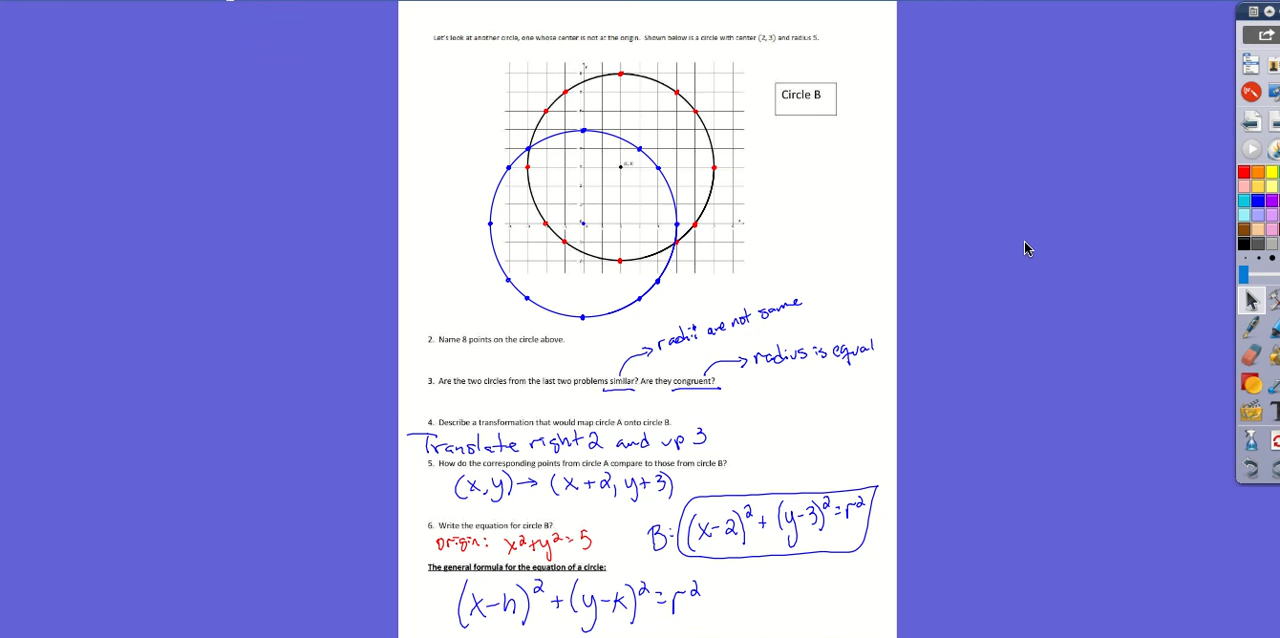 Let's look at another circle, one whose center is not at the origin. Shown below is a circle with center (2, 3) and radius 5.
Circle B
2. Name 8 points on the circle above.
radii are not same
radius is equal
3. Are the two circles from the last two problems similar? Are they congruent?
4. Describe a transformation that would map circle A onto circle B.
Translate right 2 and up 3
5. How do the corresponding points from circle A compare to those from circle B?
(x,y) → (x+2, y+3)
6. Write the equation for circle B?
origin: x²+y²=5
B: (x-2)²+(y-3)²=r²
The general formula for the equation of a circle:
(x-h)²+(y-k)²=r²